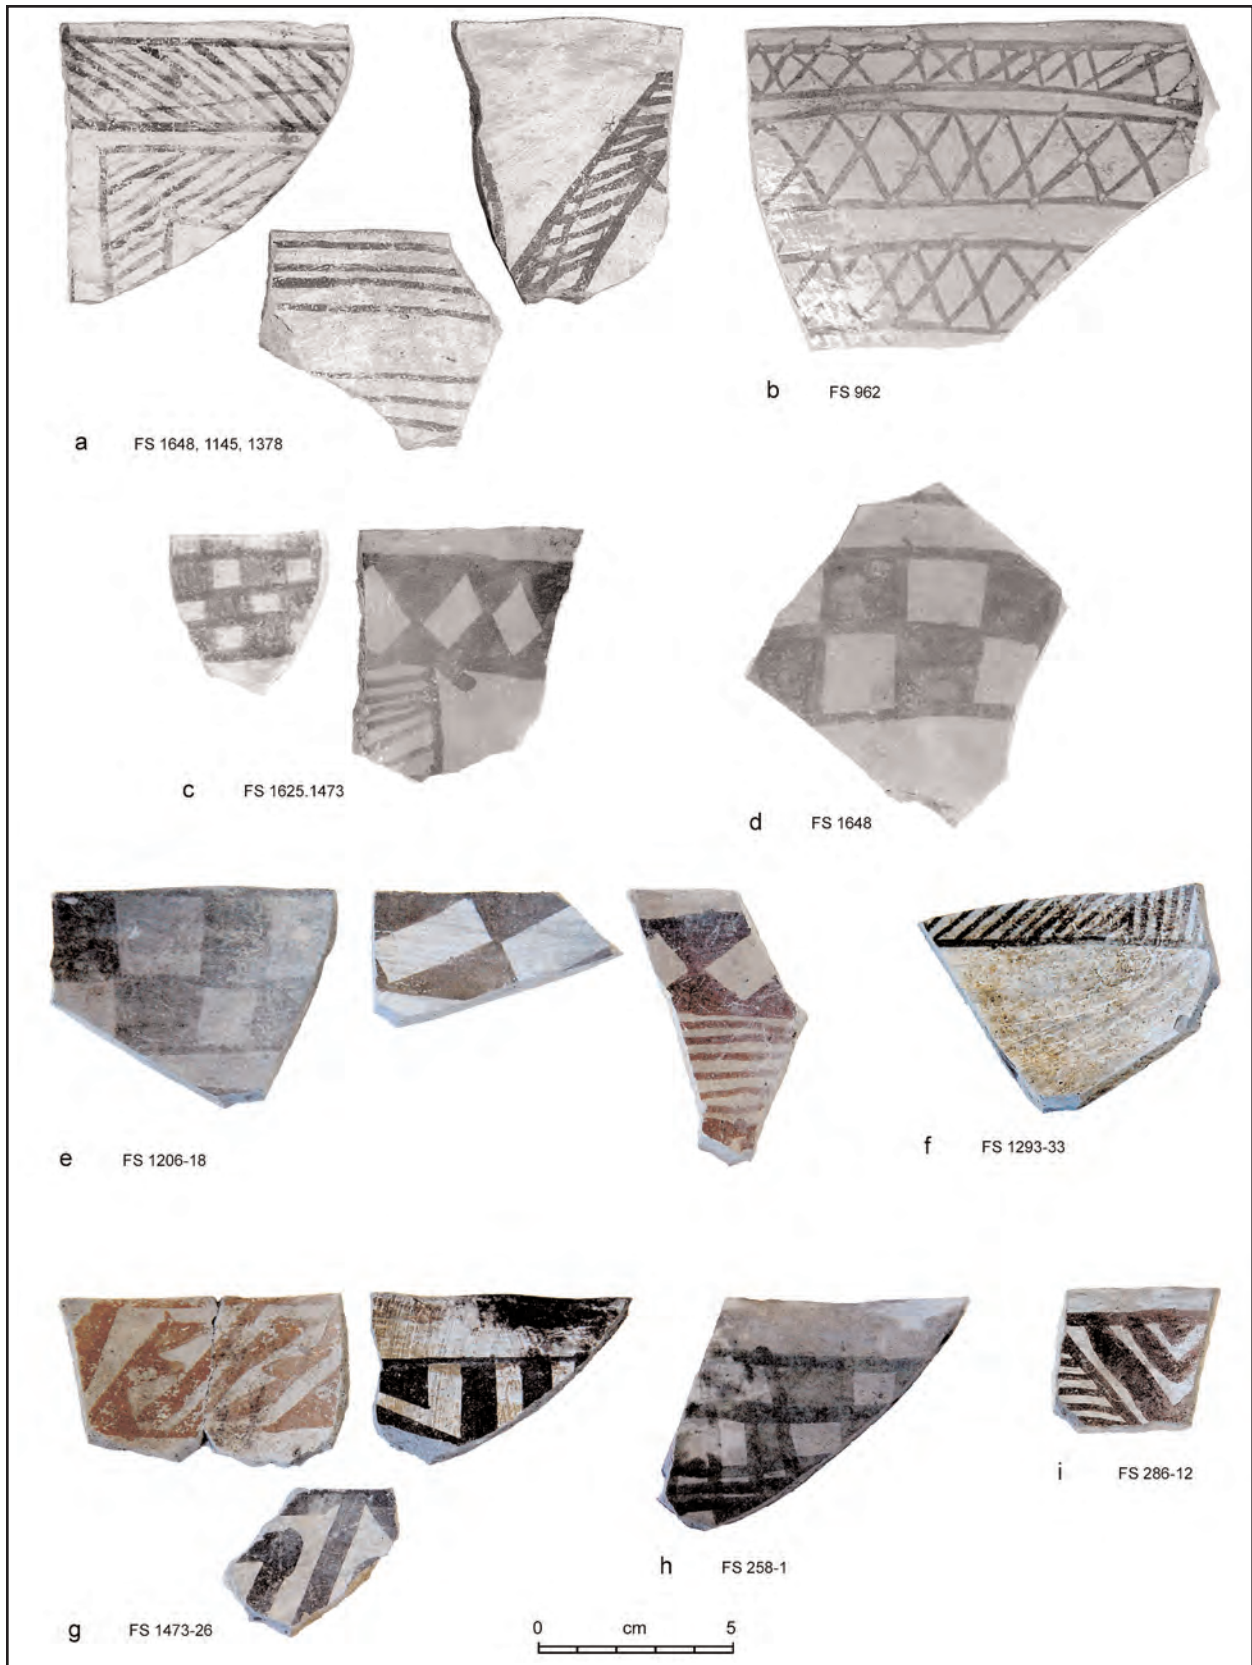 a FS 1648, 1145, 1378
b FS 962
c FS 1625.1473
d FS 1648
e FS 1206-18
f FS 1293-33
g FS 1473-26
h FS 258-1
i FS 286-12
0 cm 5